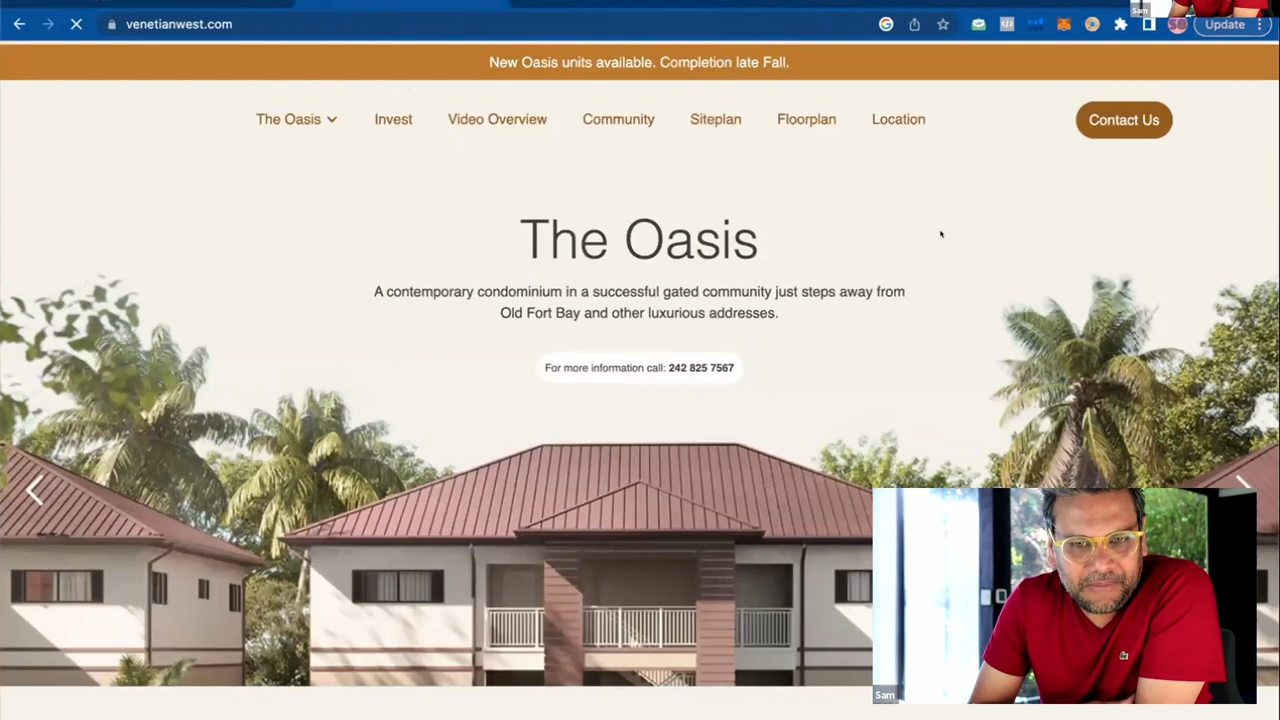 venetianwest.com
Update
Sam
New Oasis units available. Completion late Fall.
The Oasis
Invest
Video Overview
Community
Siteplan
Floorplan
Location
Contact Us
The Oasis
A contemporary condominium in a successful gated community just steps away from
Old Fort Bay and other luxurious addresses.
For more information call: 242 825 7567
Sam